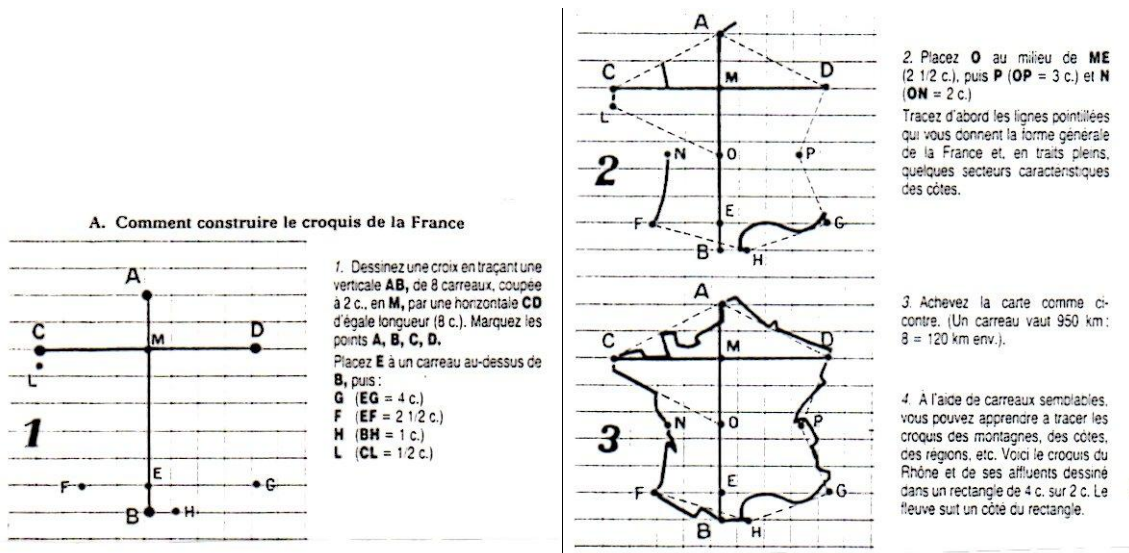 A. Comment construire le croquis de la France
A
C
D
M
L
1
F
E
G
B
H
1. Dessinez une croix en traçant une
verticale AB, de 8 carreaux, coupée
à 2 c., en M, par une horizontale CD
d'égale longueur (8 c.). Marquez les
points A, B, C, D.
Placez E à un carreau au-dessus de
B, puis :
G (EG = 4 c.)
F (EF = 2 1/2 c.)
H (BH = 1 c.)
L (CL = 1/2 c.)
A
C
M
D
L
N
O
P
2
F
E
G
B
H
2. Placez O au milieu de ME
(2 1/2 c.), puis P (OP = 3 c.) et N
(ON = 2 c.)
Tracez d'abord les lignes pointillées
qui vous donnent la forme générale
de la France et, en traits pleins,
quelques secteurs caractéristiques
des côtes.
A
C
M
D
N
O
P
3
F
E
G
B
H
3. Achevez la carte comme ci-
contre. (Un carreau vaut 950 km :
8 = 120 km env.).
4. À l'aide de carreaux semblables,
vous pouvez apprendre a tracer les
croquis des montagnes, des côtes,
des régions, etc. Voici le croquis du
Rhône et de ses affluents dessiné
dans un rectangle de 4 c. sur 2 c. Le
fleuve suit un côté du rectangle.